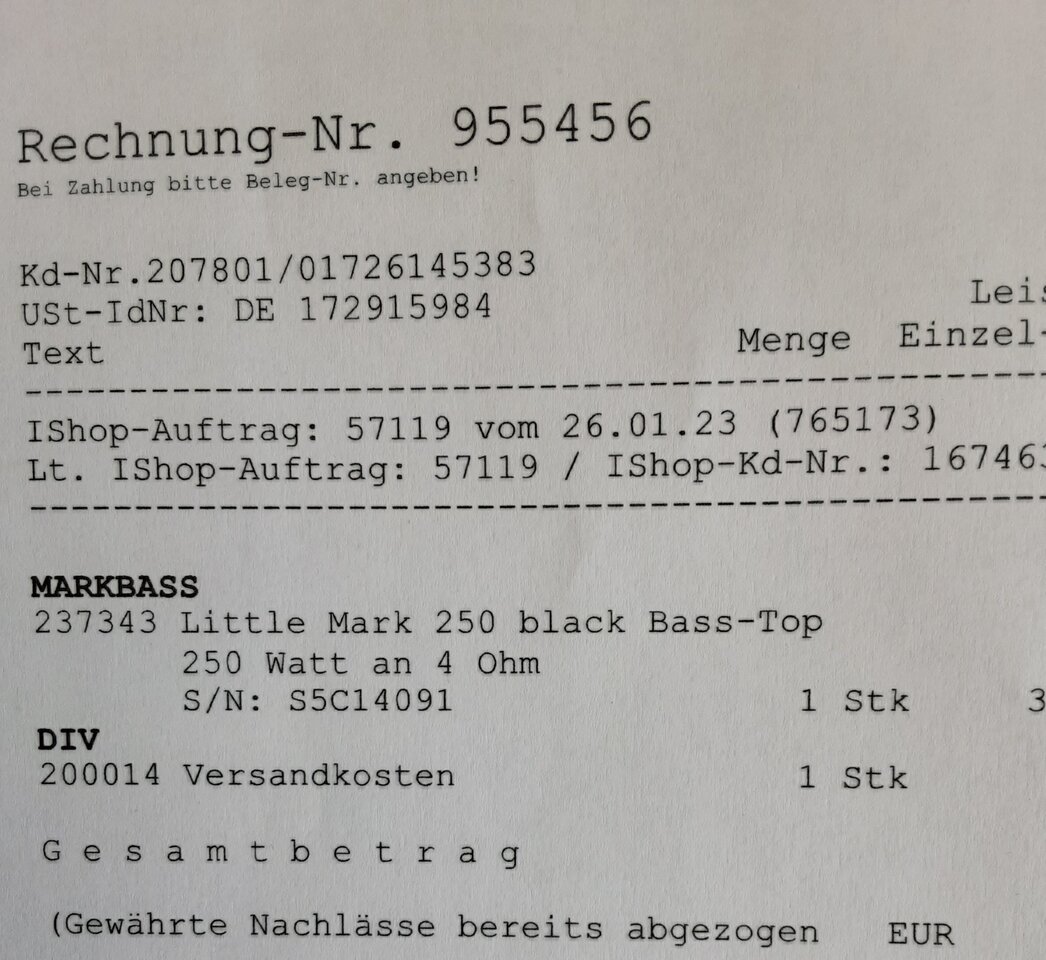 Rechnung-Nr. 955456
Bei Zahlung bitte Beleg-Nr. angeben!
Kd-Nr.207801/01726145383
USt-IdNr: DE 172915984
Text Menge Einzel-
IShop-Auftrag: 57119 vom 26.01.23 (765173)
Lt. IShop-Auftrag: 57119 / IShop-Kd-Nr.: 167463
MARKBASS
237343 Little Mark 250 black Bass-Top
250 Watt an 4 Ohm
S/N: S5C14091 1 Stk 3
DIV
200014 Versandkosten 1 Stk
G e s a m t b e t r a g
(Gewährte Nachlässe bereits abgezogen EUR